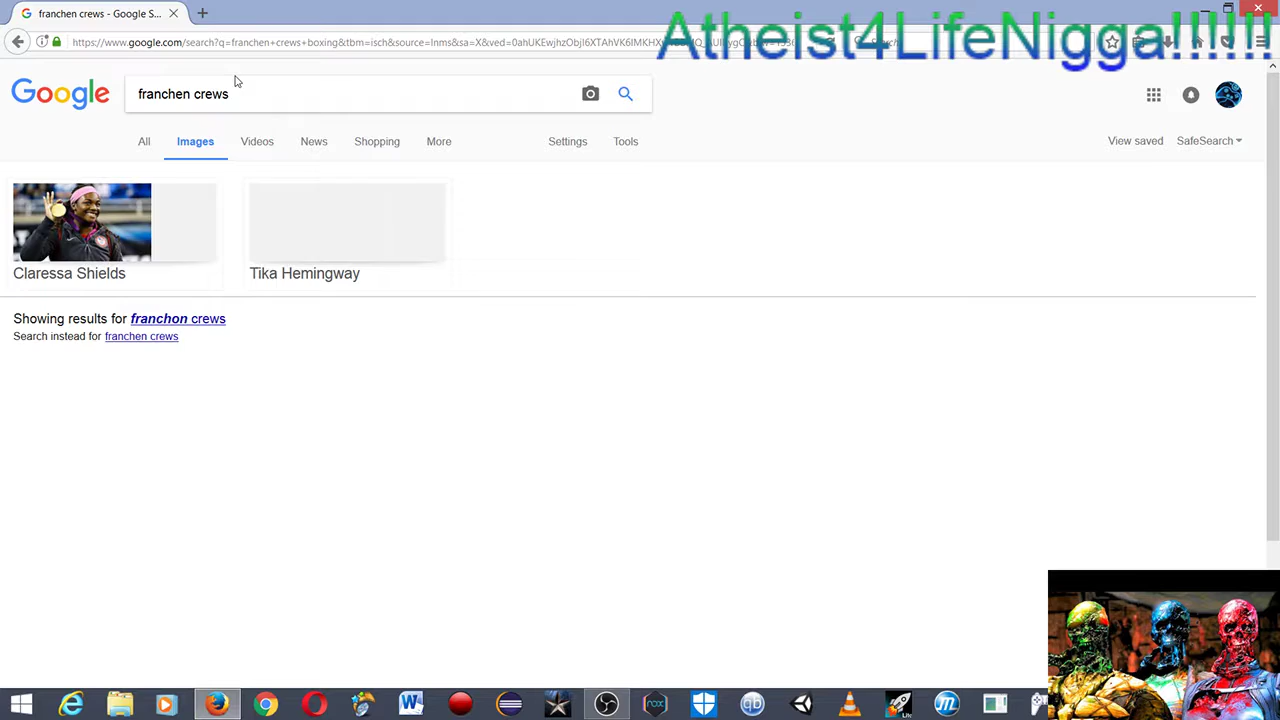 franchen crews - Google S...
Atheist4LifeNigga!!!!!!
https://www.google.com/search?q=franchen+crews+boxing&tbm=isch&source=lnms&sa=X&ved=
Google
franchen crews
All Images Videos News Shopping More Settings Tools
View saved SafeSearch
Claressa Shields
Tika Hemingway
Showing results for franchon crews
Search instead for franchen crews